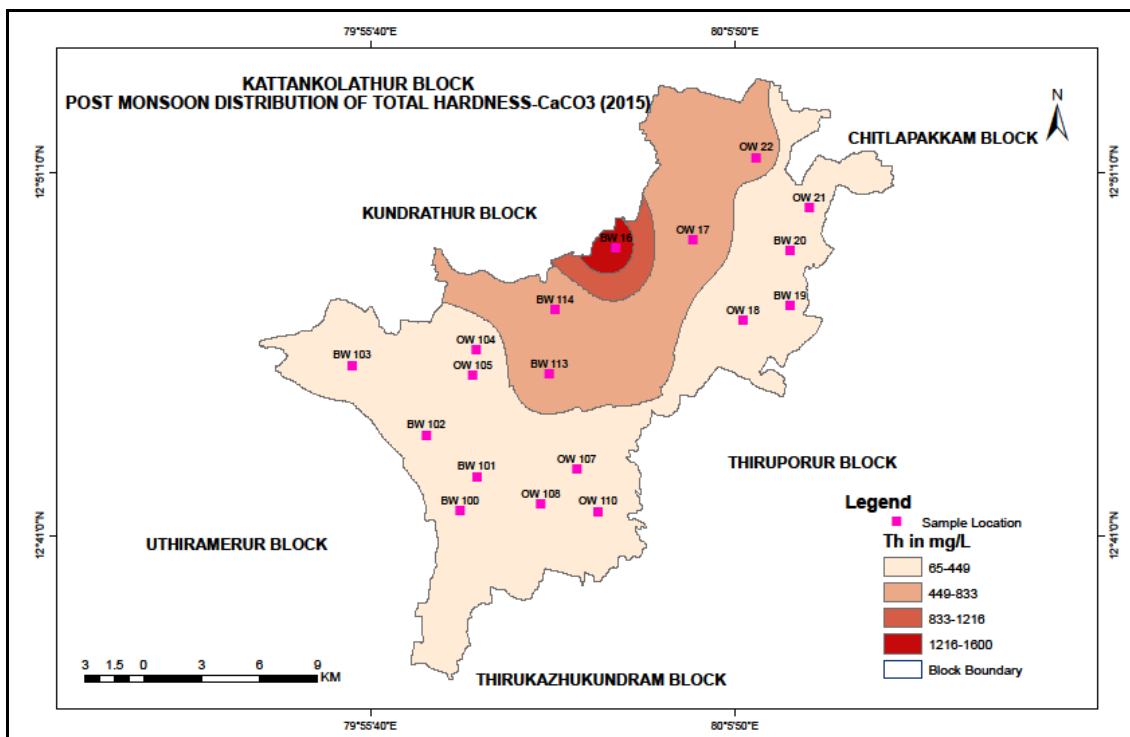 79°55'40"E
80°5'50"E
KATTANKOLATHUR BLOCK
POST MONSOON DISTRIBUTION OF TOTAL HARDNESS-CaCO3 (2015)
N
CHITLAPAKKAM BLOCK
OW 22
12°51'10"N
12°51'10"N
OW 21
KUNDRATHUR BLOCK
OW 17
BW 16
BW 20
BW 114
BW 19
OW 18
OW 104
BW 103
OW 105
BW 113
BW 102
OW 107
BW 101
THIRUPORUR BLOCK
BW 100
OW 108
OW 110
Legend
Sample Location
12°41'0"N
12°41'0"N
UTHIRAMERUR BLOCK
Th in mg/L
65-449
449-833
833-1216
1216-1600
Block Boundary
3 1.5 0 3 6 9
KM
THIRUKAZHUKUNDRAM BLOCK
79°55'40"E
80°5'50"E